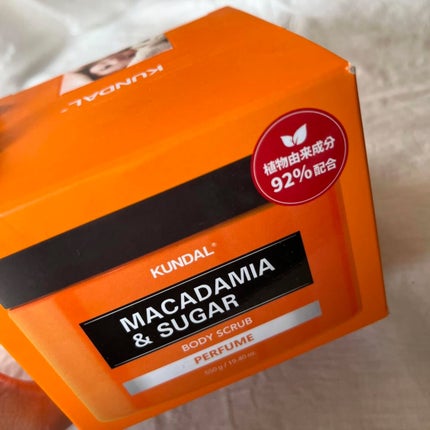 KUNDAL
植物由来成分
92%配合
KUNDAL®
MACADAMIA
& SUGAR
BODY SCRUB
PERFUME
550 g / 19.40 oz.